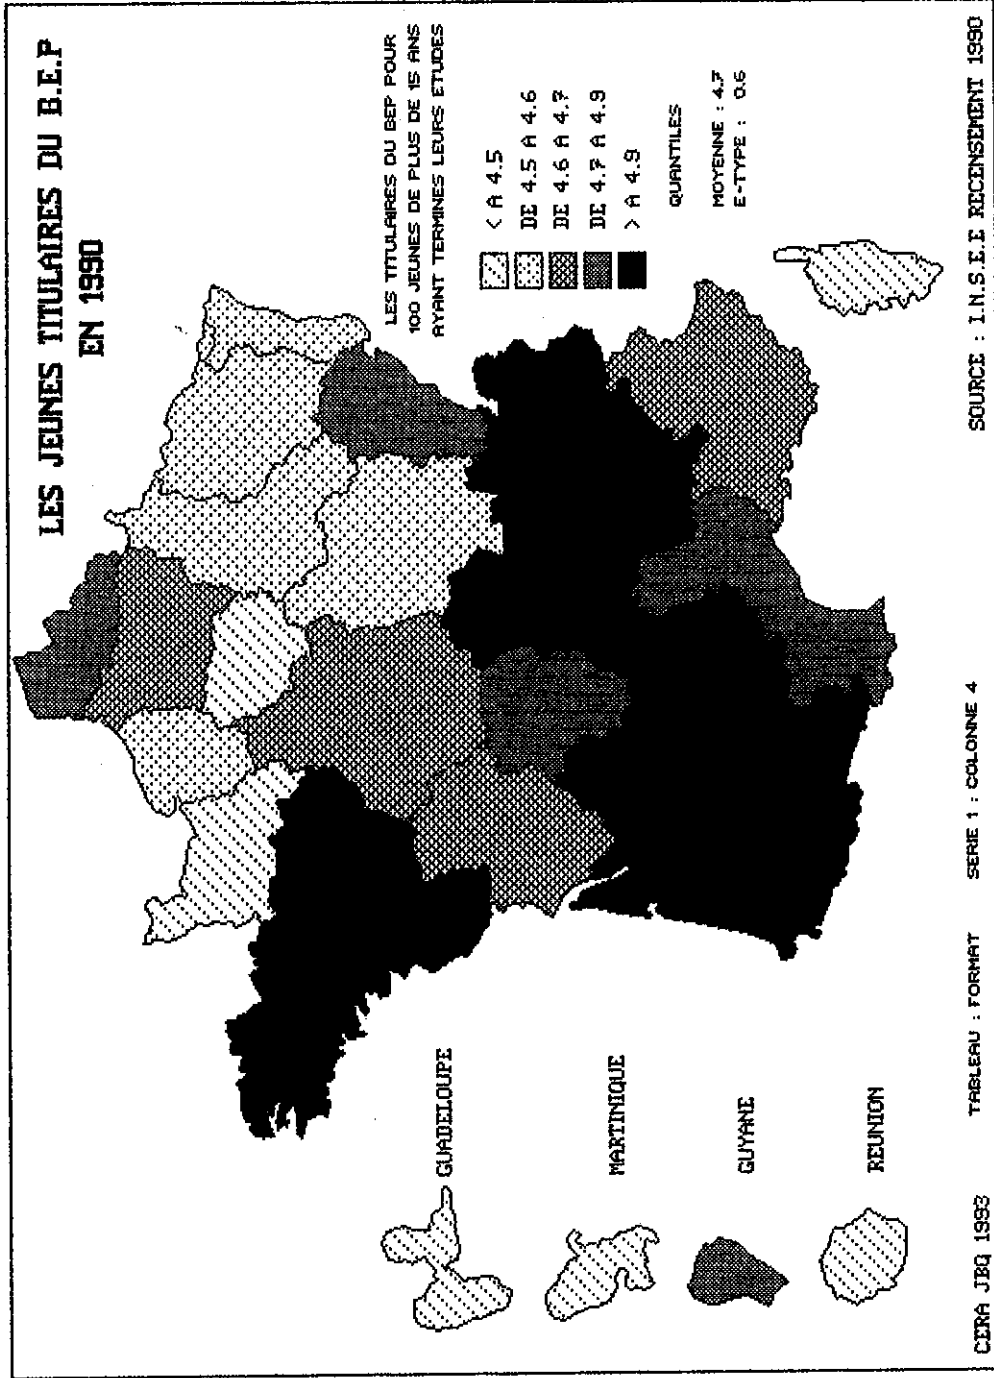 LES JEUNES TITULAIRES DU B.E.P
EN 1990
LES TITULAIRES DU BEP POUR
100 JEUNES DE PLUS DE 15 ANS
AYANT TERMINES LEURS ETUDES
< A 4.5
DE 4.5 A 4.6
DE 4.6 A 4.7
DE 4.7 A 4.9
> A 4.9
QUANTILES
MOYENNE : 4.7
E-TYPE : 0.6
GUADELOUPE
MARTINIQUE
GUYANE
REUNION
CERA JBQ 1993 TABLEAU : FORMAT SERIE 1 : COLONNE 4 SOURCE : I.N.S.E.E RECENSEMENT 1990